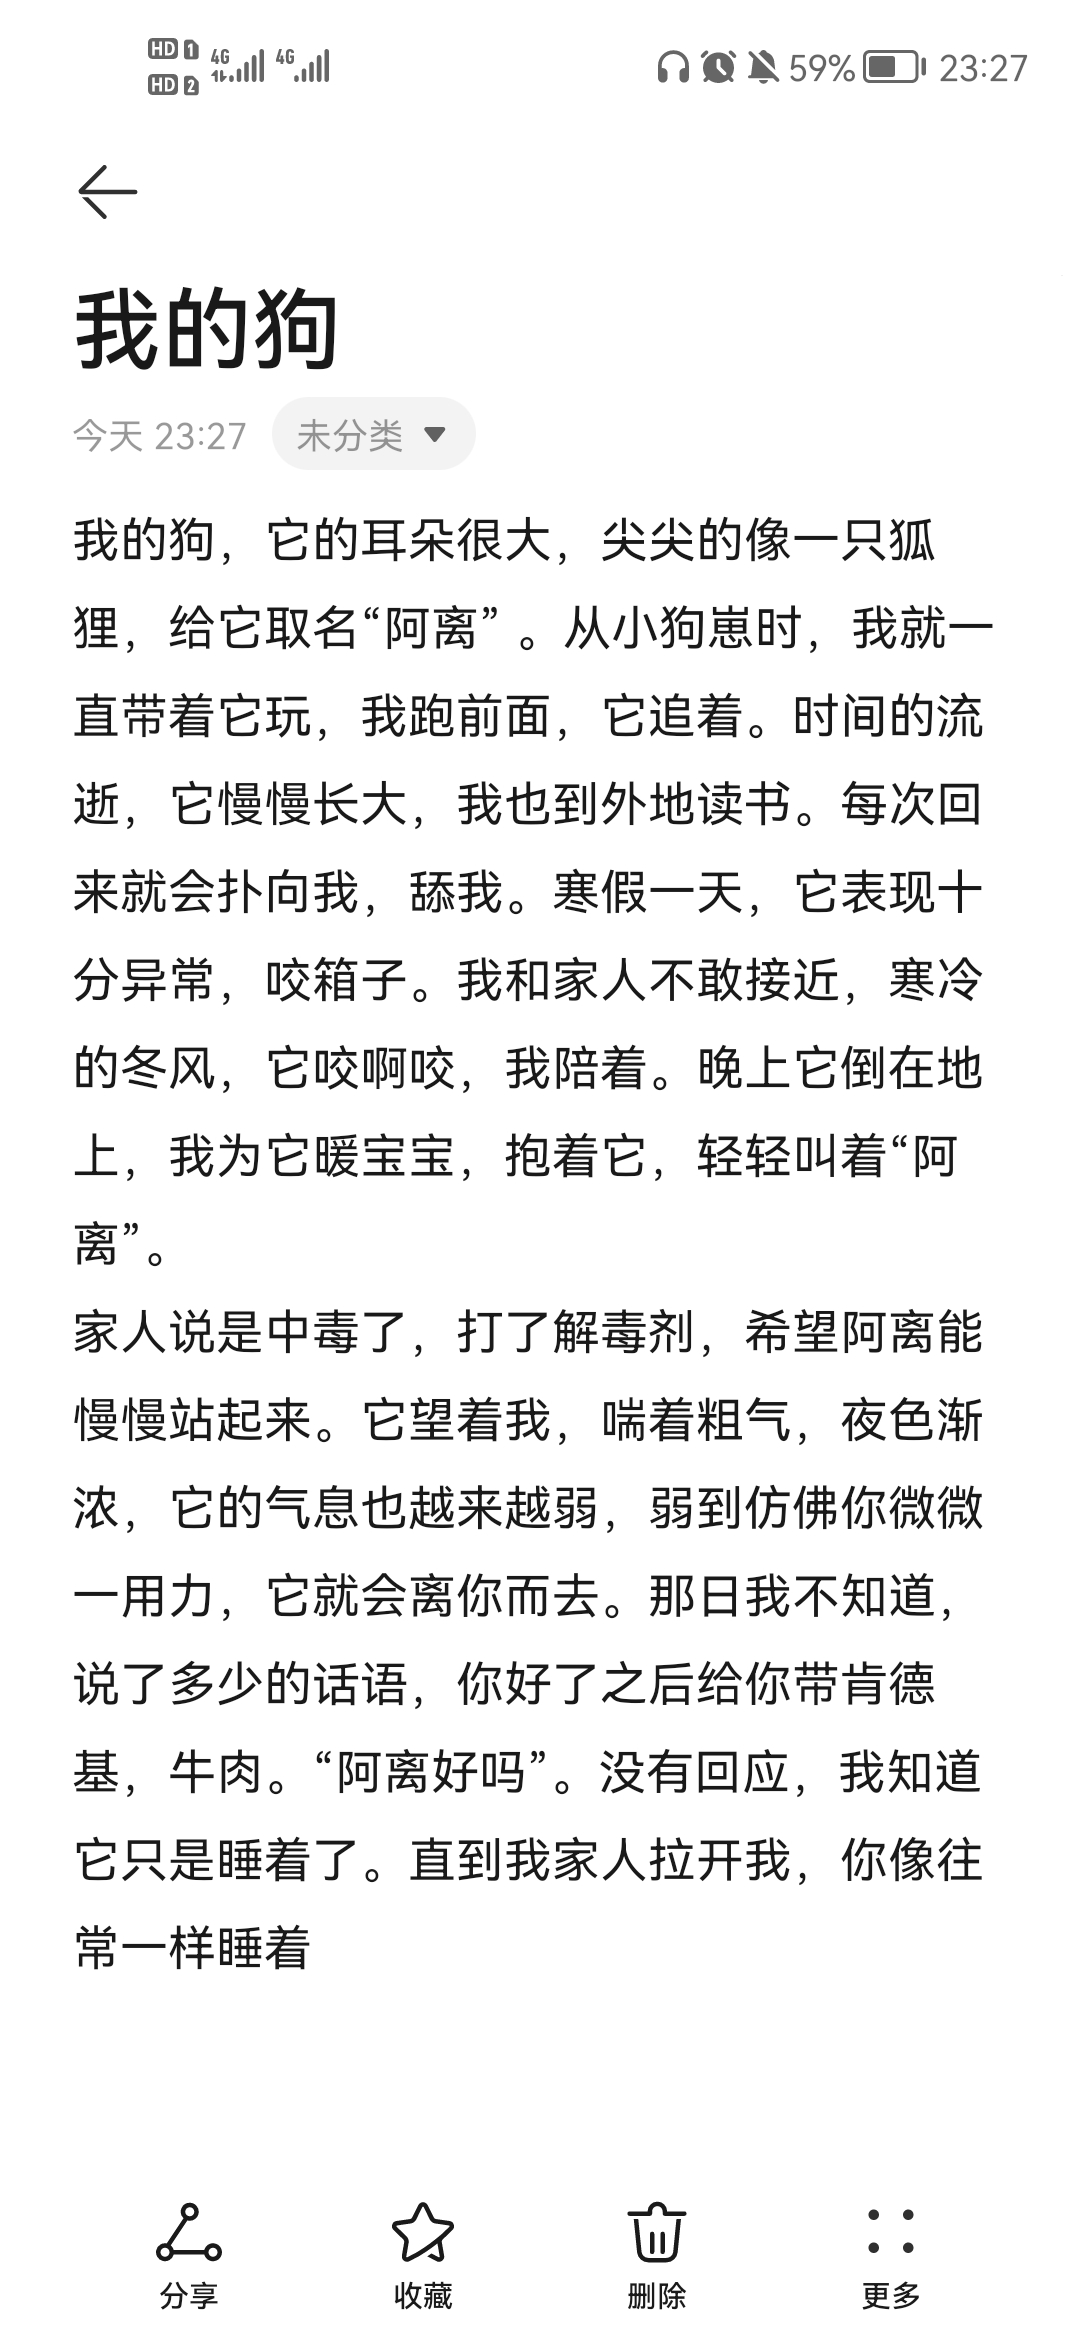 HD 1 4G 4G 59% 23:27
HD 2
我的狗
今天 23:27 未分类
我的狗，它的耳朵很大，尖尖的像一只狐
狸，给它取名“阿离” 。从小狗崽时，我就一
直带着它玩，我跑前面，它追着。时间的流
逝，它慢慢长大，我也到外地读书。每次回
来就会扑向我，舔我。寒假一天，它表现十
分异常，咬箱子。我和家人不敢接近，寒冷
的冬风，它咬啊咬，我陪着。晚上它倒在地
上，我为它暖宝宝，抱着它，轻轻叫着“阿
离”。
家人说是中毒了，打了解毒剂，希望阿离能
慢慢站起来。它望着我，喘着粗气，夜色渐
浓，它的气息也越来越弱，弱到仿佛你微微
一用力，它就会离你而去。那日我不知道，
说了多少的话语，你好了之后给你带肯德
基，牛肉。“阿离好吗”。没有回应，我知道
它只是睡着了。直到我家人拉开我，你像往
常一样睡着
分享 收藏 删除 更多